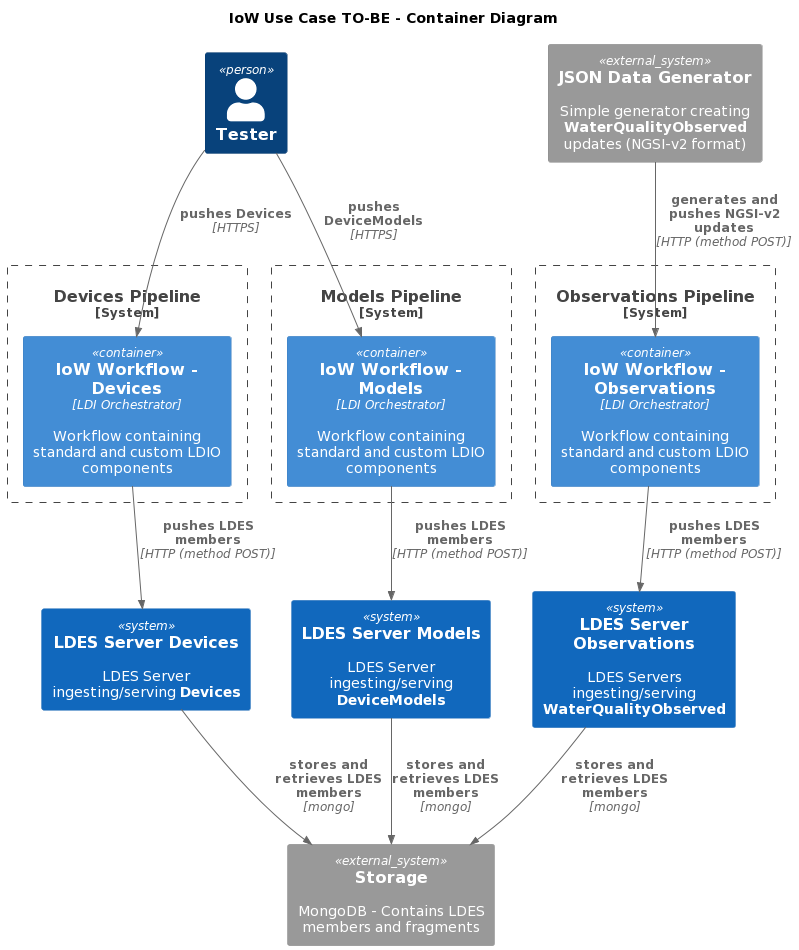 IoW Use Case TO-BE - Container Diagram
«person»
Tester
«external_system»
JSON Data Generator
Simple generator creating
WaterQualityObserved
updates (NGSI-v2 format)
pushes Devices
[HTTPS]
pushes
DeviceModels
[HTTPS]
generates and
pushes NGSI-v2
updates
[HTTP (method POST)]
Devices Pipeline
[System]
«container»
IoW Workflow -
Devices
[LDI Orchestrator]
Workflow containing
standard and custom LDIO
components
Models Pipeline
[System]
«container»
IoW Workflow -
Models
[LDI Orchestrator]
Workflow containing
standard and custom LDIO
components
Observations Pipeline
[System]
«container»
IoW Workflow -
Observations
[LDI Orchestrator]
Workflow containing
standard and custom LDIO
components
pushes LDES
members
[HTTP (method POST)]
pushes LDES
members
[HTTP (method POST)]
pushes LDES
members
[HTTP (method POST)]
«system»
LDES Server Devices
LDES Server
ingesting/serving Devices
«system»
LDES Server Models
LDES Server
ingesting/serving
DeviceModels
«system»
LDES Server
Observations
LDES Servers
ingesting/serving
WaterQualityObserved
stores and
retrieves LDES
members
[mongo]
stores and
retrieves LDES
members
[mongo]
stores and
retrieves LDES
members
[mongo]
«external_system»
Storage
MongoDB - Contains LDES
members and fragments